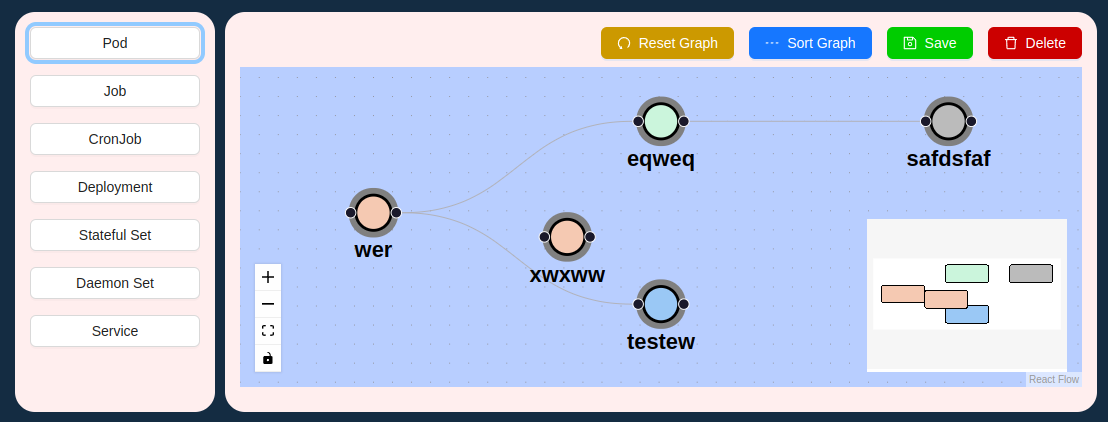 Pod
Job
CronJob
Deployment
Stateful Set
Daemon Set
Service
Reset Graph
Sort Graph
Save
Delete
eqweq
safdsfaf
wer
xwxww
testew
React Flow